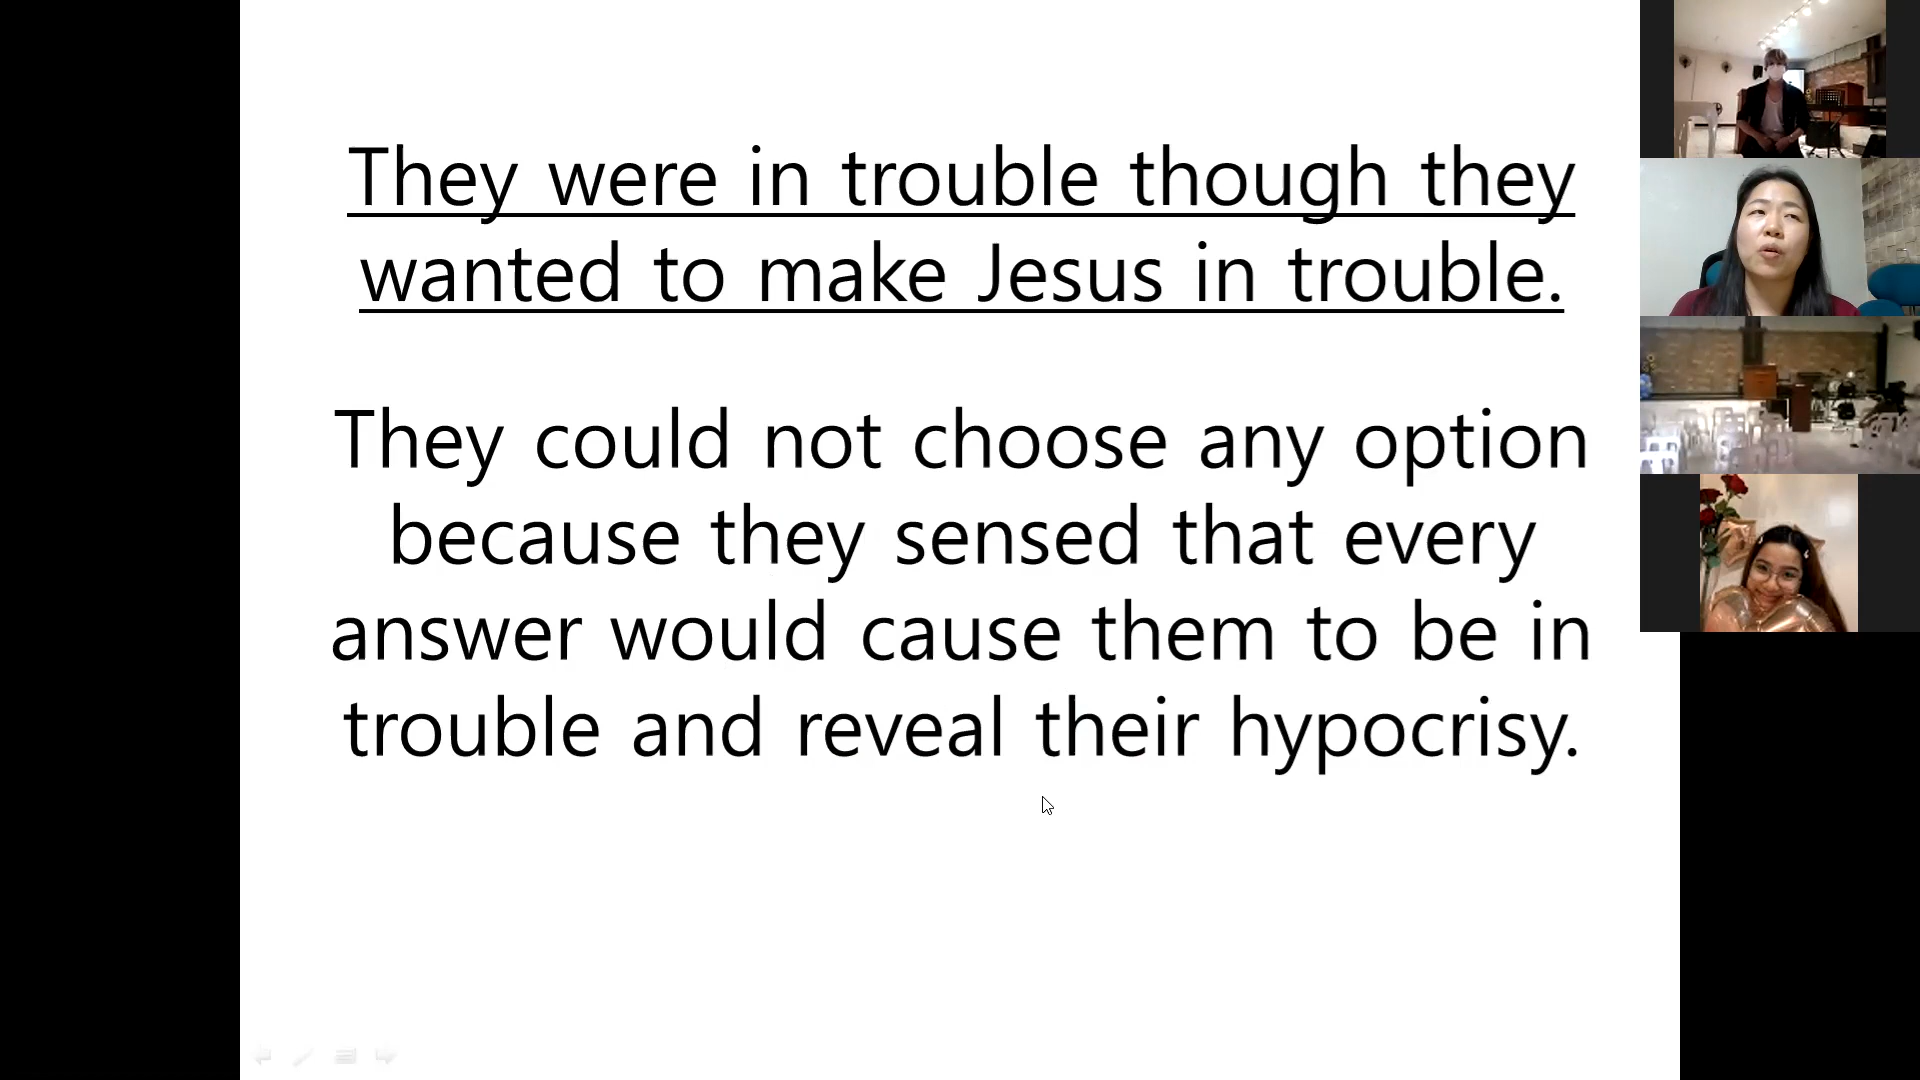 They were in trouble though they
wanted to make Jesus in trouble.
They could not choose any option
because they sensed that every
answer would cause them to be in
trouble and reveal their hypocrisy.